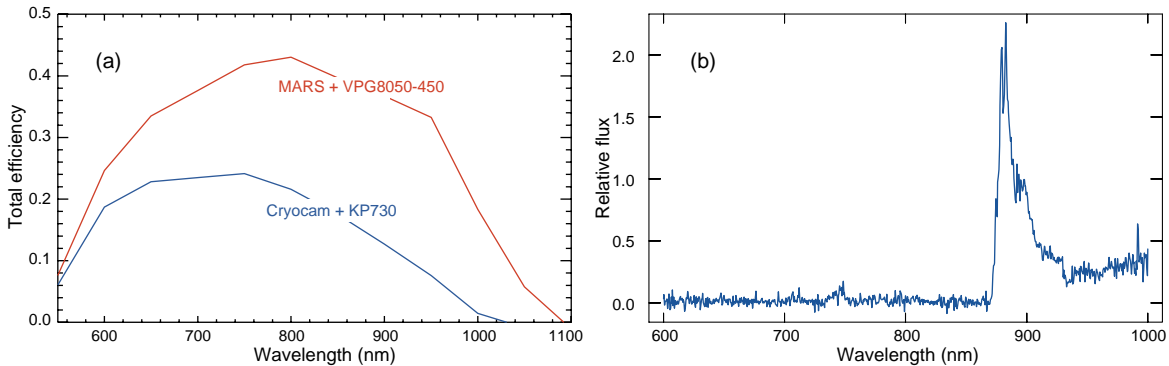 (a)
MARS + VPG8050-450
Cryocam + KP730
Total efficiency
0.5
0.4
0.3
0.2
0.1
0.0
600 700 800 900 1000 1100
Wavelength (nm)
(b)
Relative flux
2.0
1.5
1.0
0.5
0.0
600 700 800 900 1000
Wavelength (nm)